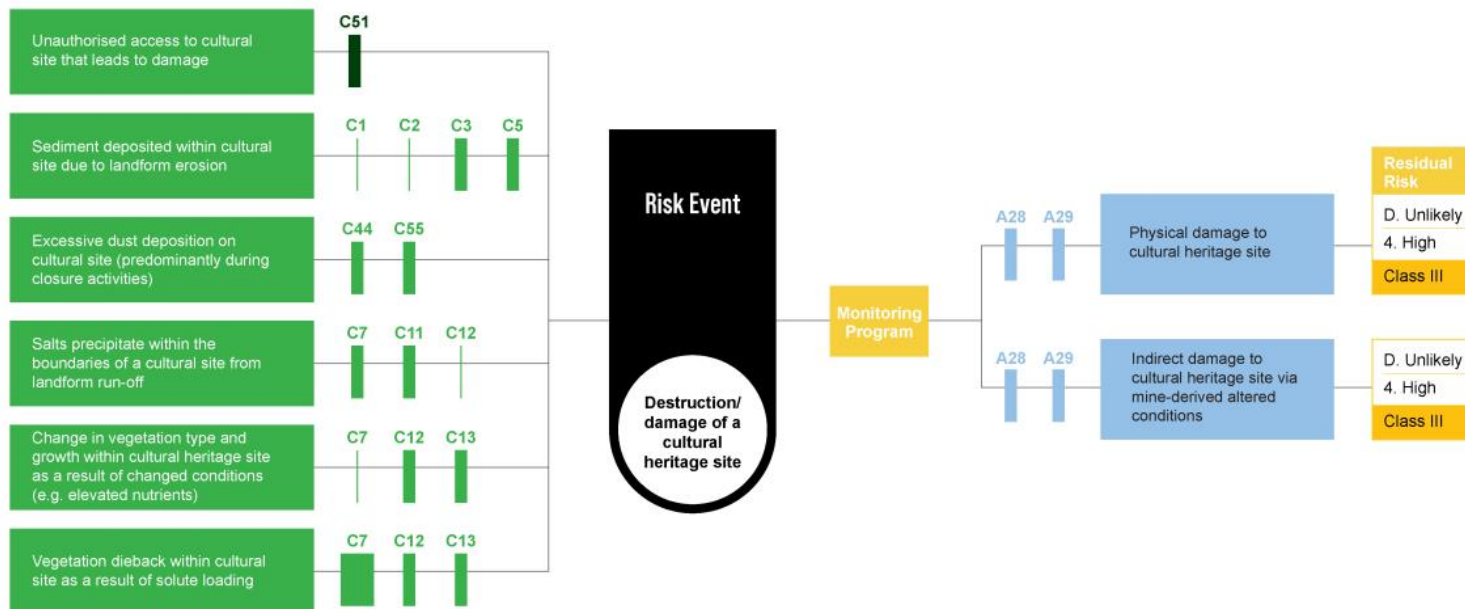 C51
Unauthorised access to cultural
site that leads to damage
C1 C2 C3 C5
Sediment deposited within cultural
site due to landform erosion
C44 C55
Excessive dust deposition on
cultural site (predominantly during
closure activities)
C7 C11 C12
Salts precipitate within the
boundaries of a cultural site from
landform run-off
C7 C12 C13
Change in vegetation type and
growth within cultural heritage site
as a result of changed conditions
(e.g. elevated nutrients)
C7 C12 C13
Vegetation dieback within cultural
site as a result of solute loading
Risk Event
Destruction/
damage of a
cultural
heritage site
Monitoring
Program
A28 A29
Physical damage to
cultural heritage site
Residual
Risk
D. Unlikely
4. High
Class III
A28 A29
Indirect damage to
cultural heritage site via
mine-derived altered
conditions
D. Unlikely
4. High
Class III